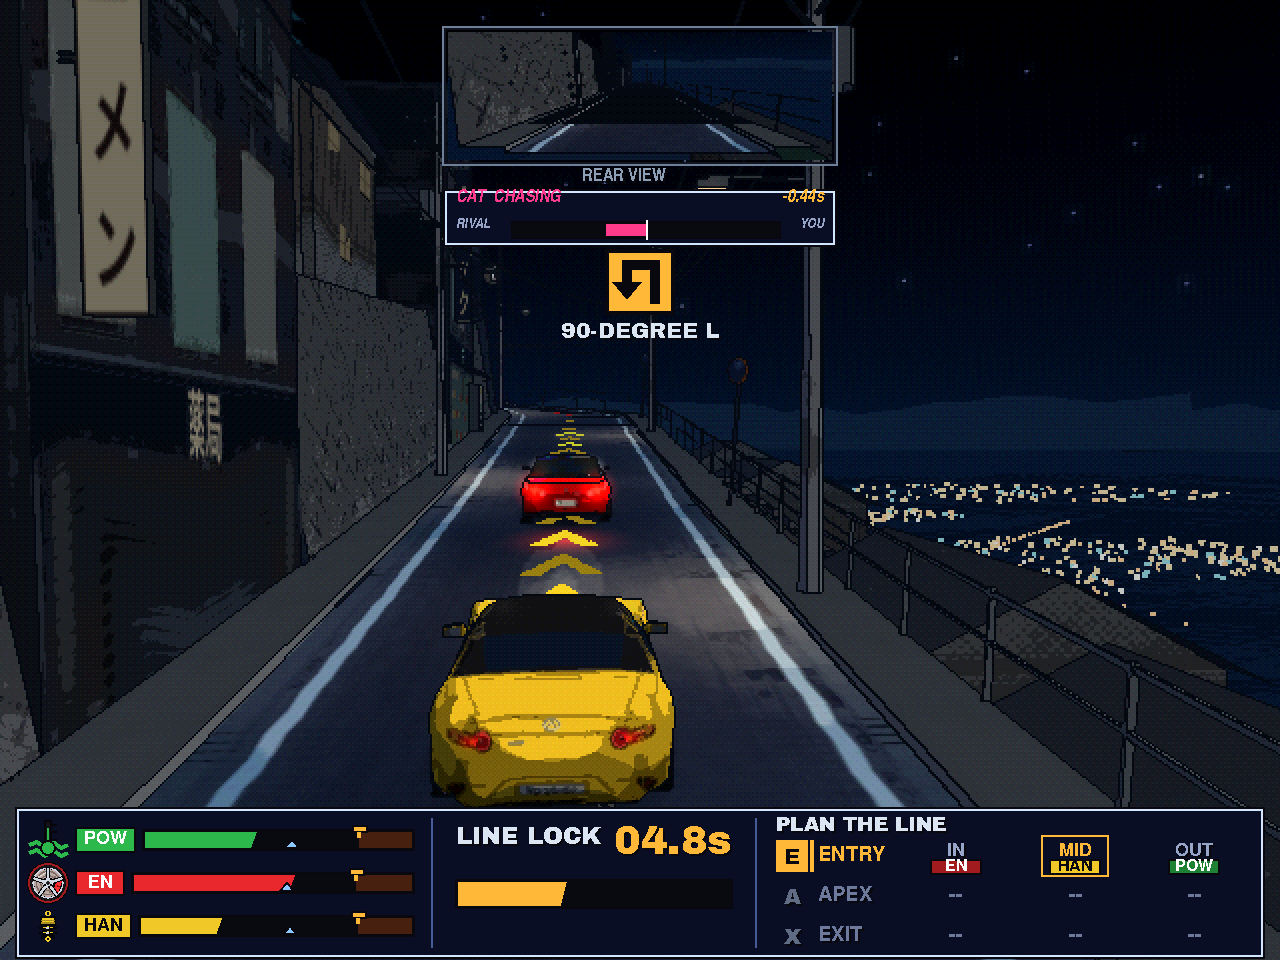 メン
薬局
REAR VIEW
CAT CHASING -0.44s
RIVAL YOU
90-DEGREE L
POW
EN
HAN
LINE LOCK 04.8s
PLAN THE LINE
E ENTRY IN EN MID HAN OUT POW
A APEX -- -- --
X EXIT -- -- --